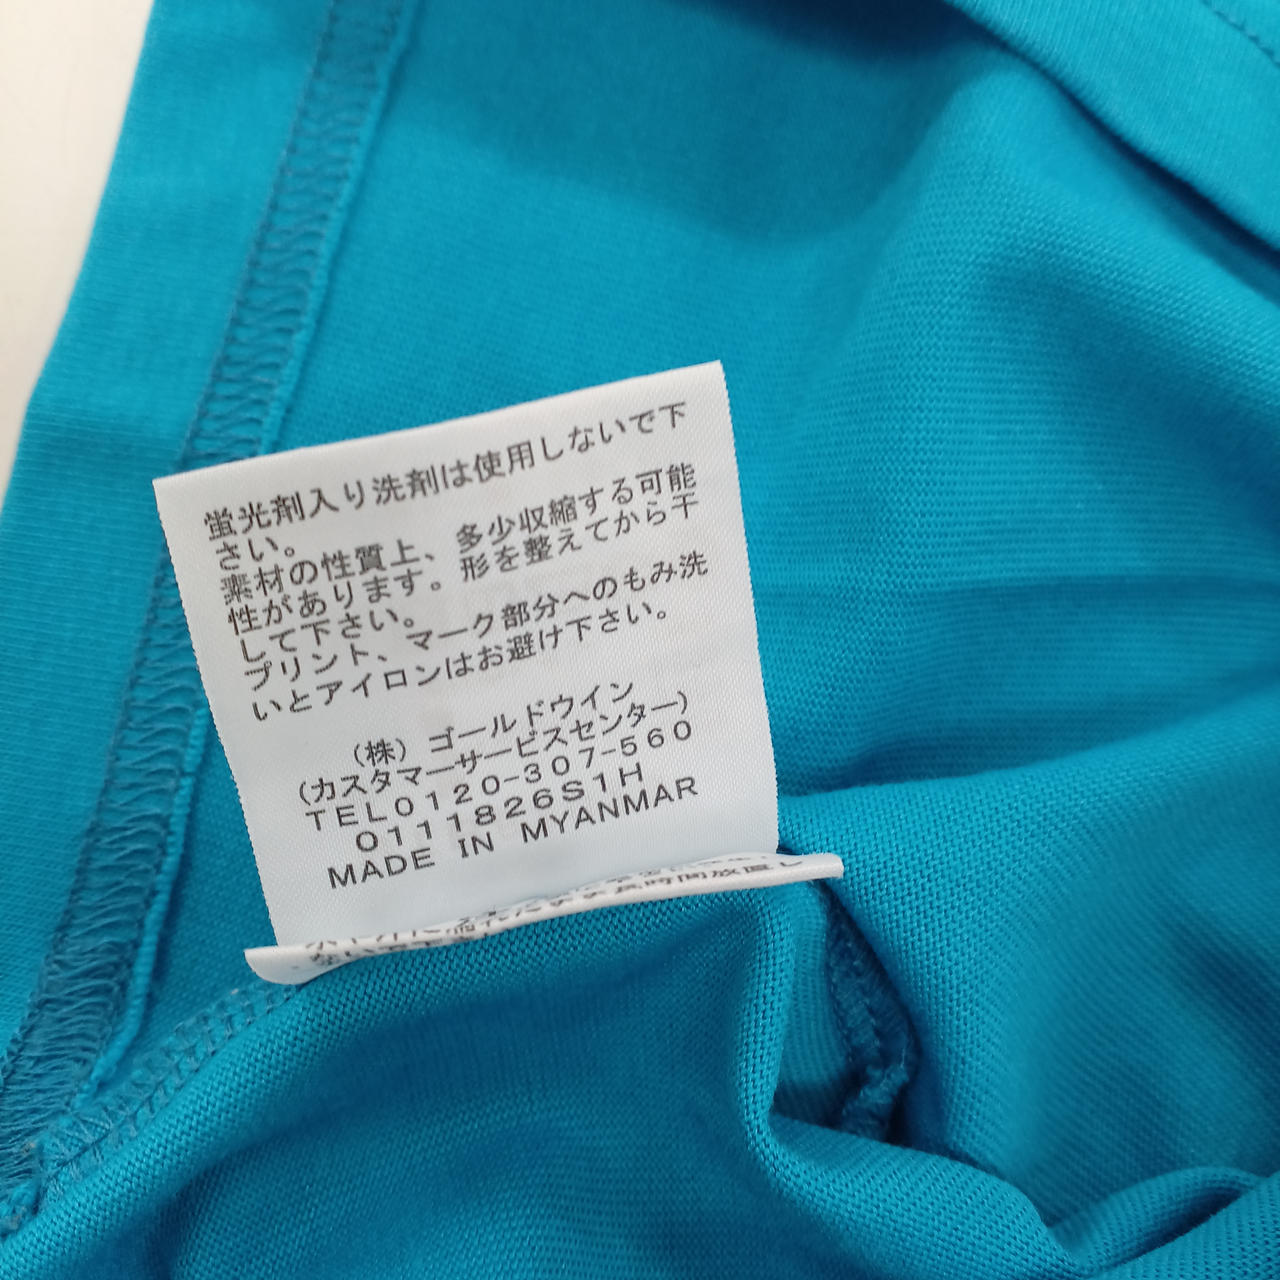 蛍光剤入り洗剤は使用しないで下
さい。
素材の性質上、多少収縮する可能
性があります。形を整えてから干
して下さい。
プリント、マーク部分へのもみ洗
いとアイロンはお避け下さい。
(株) ゴールドウイン
(カスタマーサービスセンター)
TEL0120-307-560
0111826S1H
MADE IN MYANMAR
時間放置し